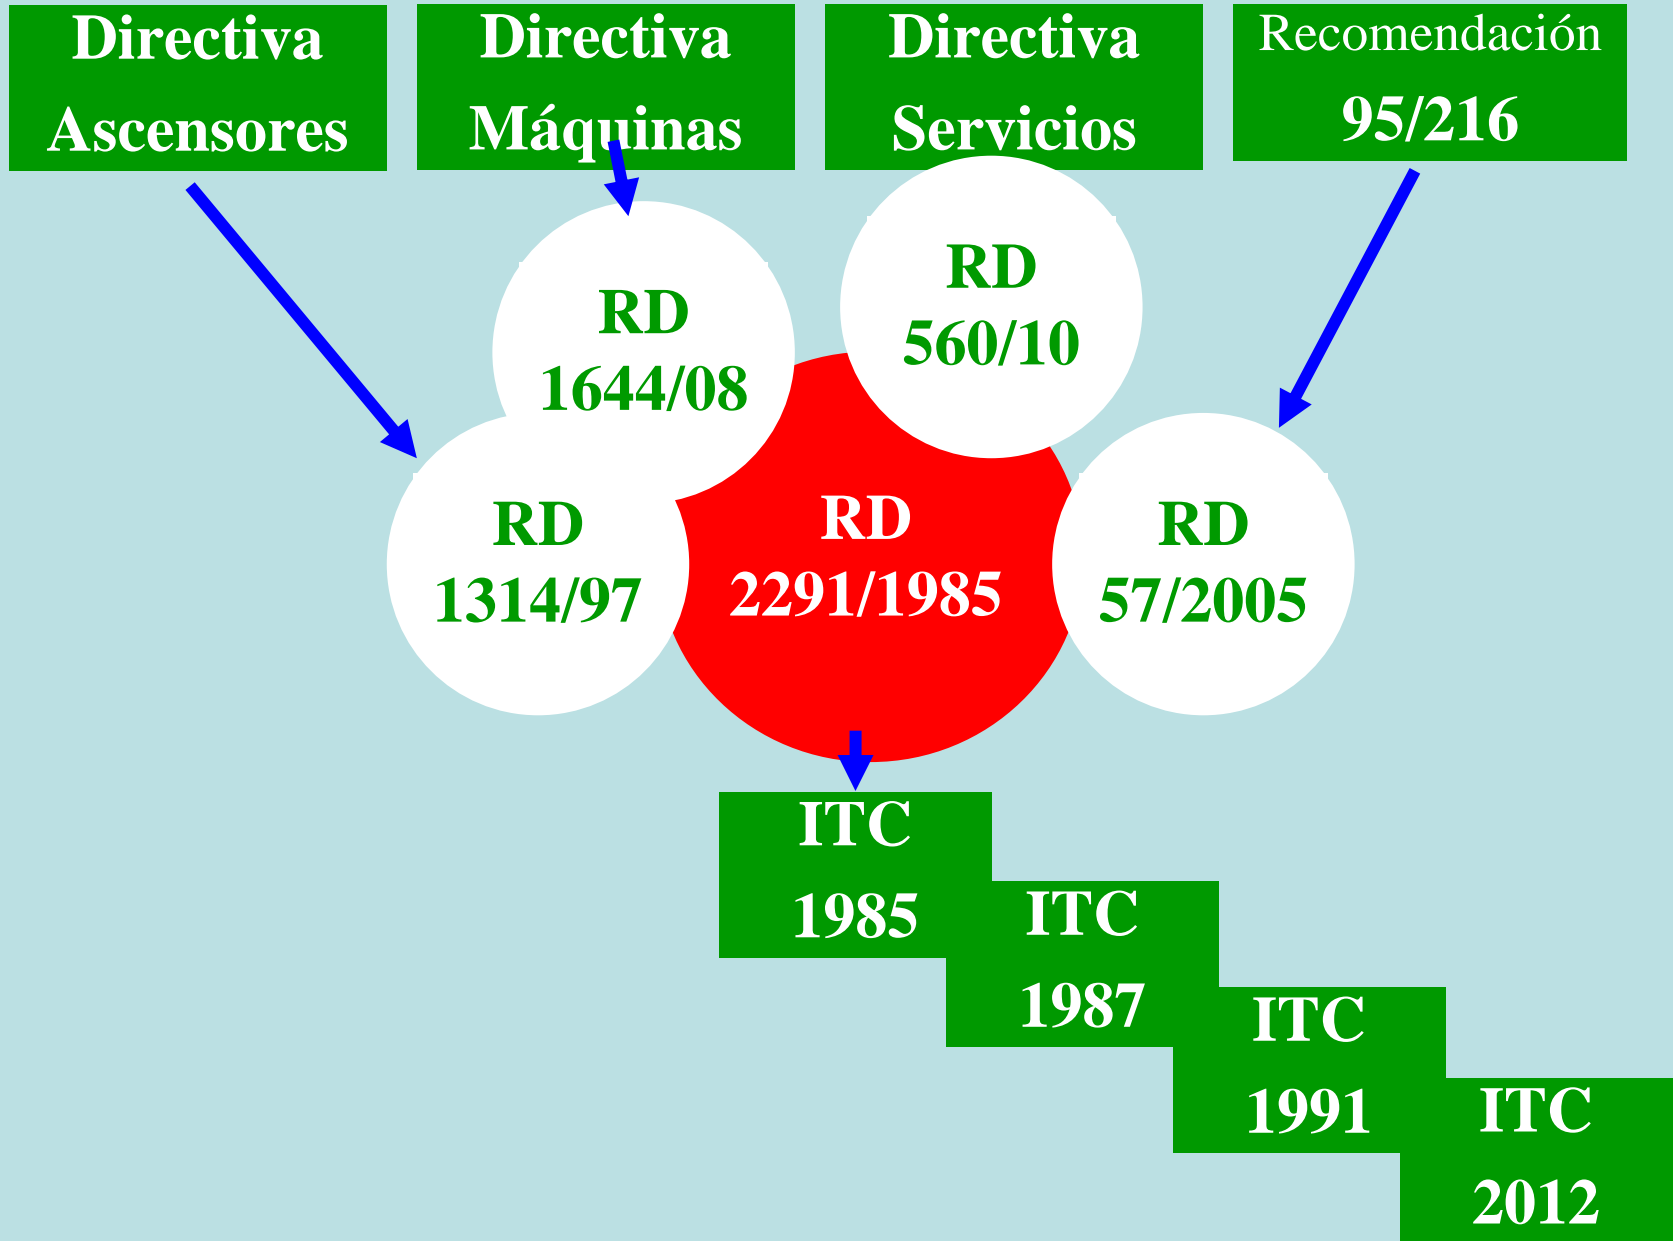 Directiva
Ascensores
Directiva
Máquinas
Directiva
Servicios
Recomendación
95/216
RD
1644/08
RD
560/10
RD
1314/97
RD
2291/1985
RD
57/2005
ITC
1985
ITC
1987
ITC
1991
ITC
2012